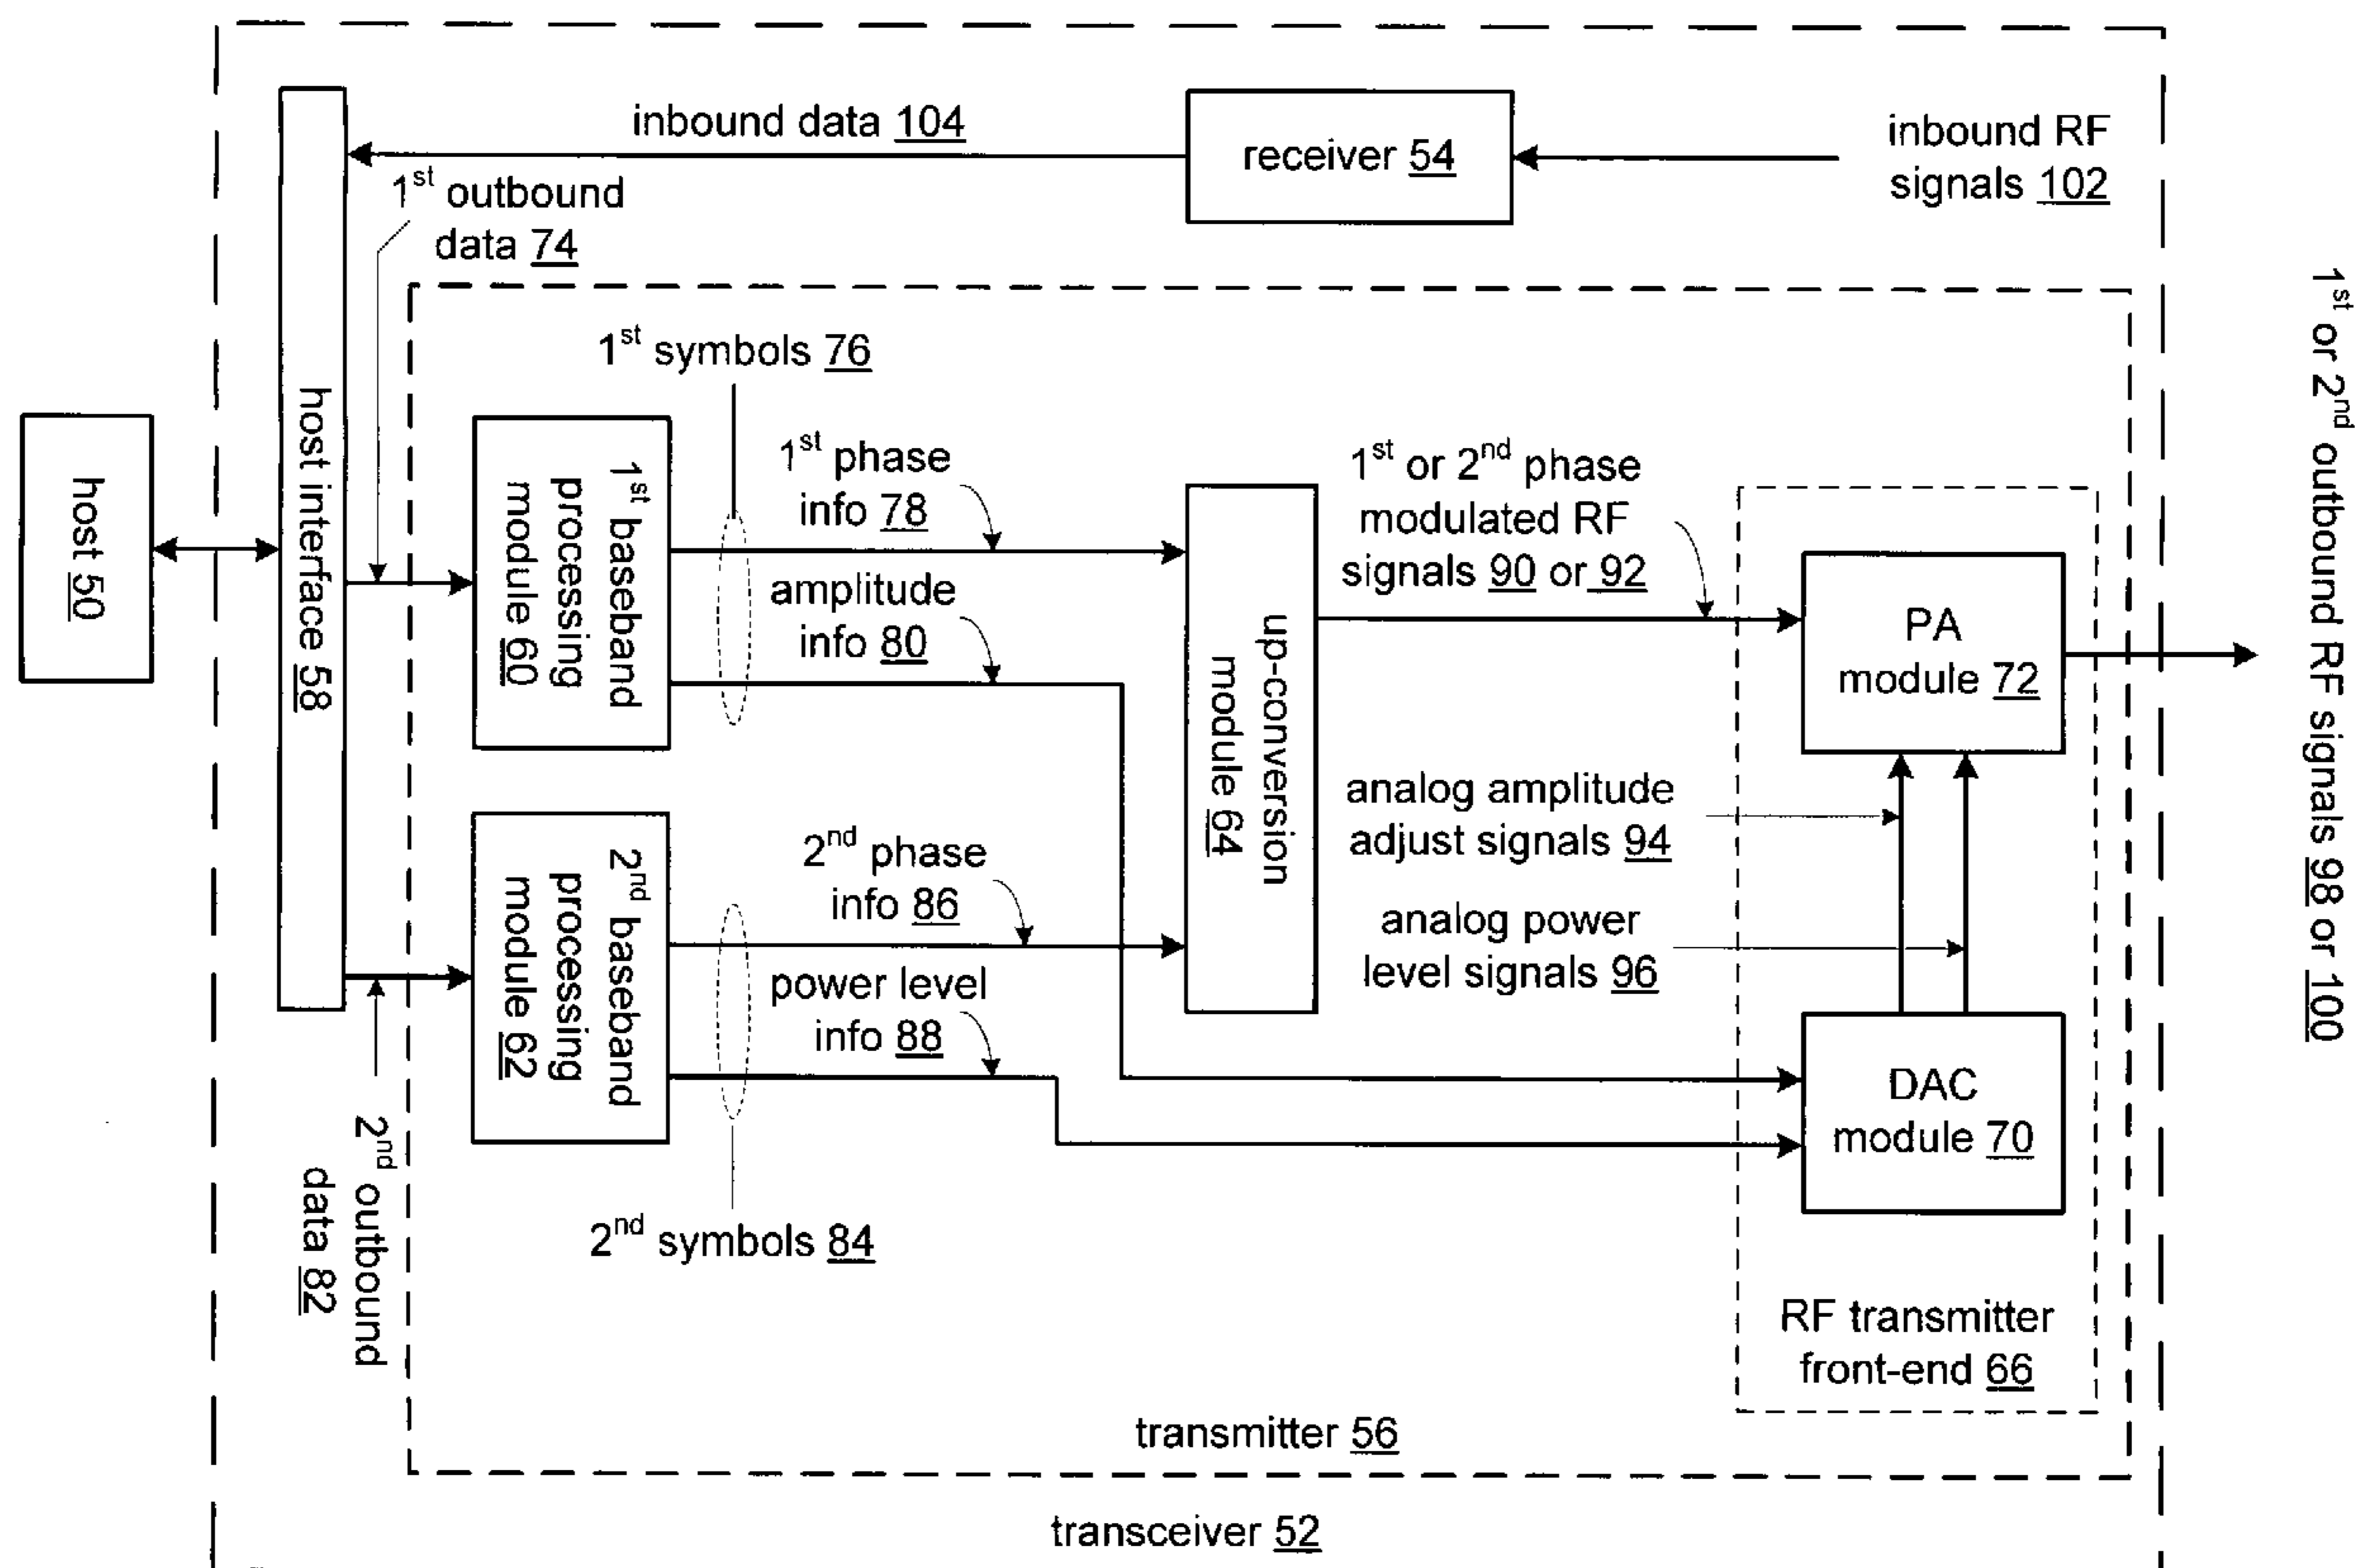 inbound data 104
receiver 54
inbound RF
signals 102
1st outbound
data 74
1st symbols 76
host 50
host interface 58
1st baseband
processing
module 60
1st phase
info 78
amplitude
info 80
2nd baseband
processing
module 62
2nd phase
info 86
power level
info 88
2nd symbols 84
2nd outbound
data 82
up-conversion
module 64
1st or 2nd phase
modulated RF
signals 90 or 92
PA
module 72
analog amplitude
adjust signals 94
analog power
level signals 96
DAC
module 70
RF transmitter
front-end 66
1st or 2nd outbound RF signals 98 or 100
transmitter 56
transceiver 52